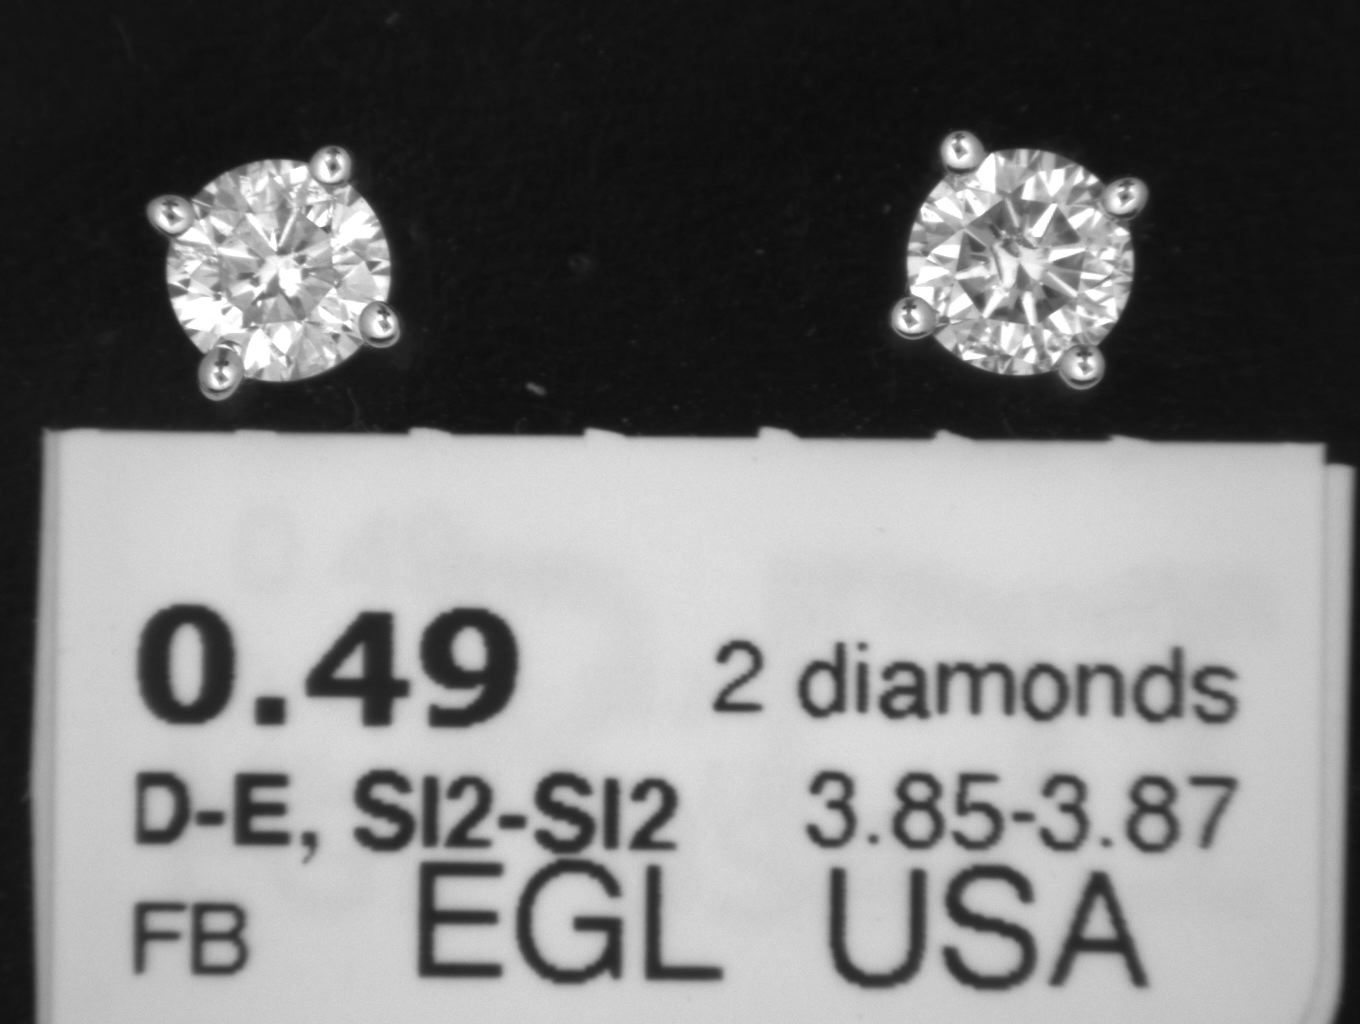 0.49 2 diamonds
D-E, SI2-SI2 3.85-3.87
FB EGL USA